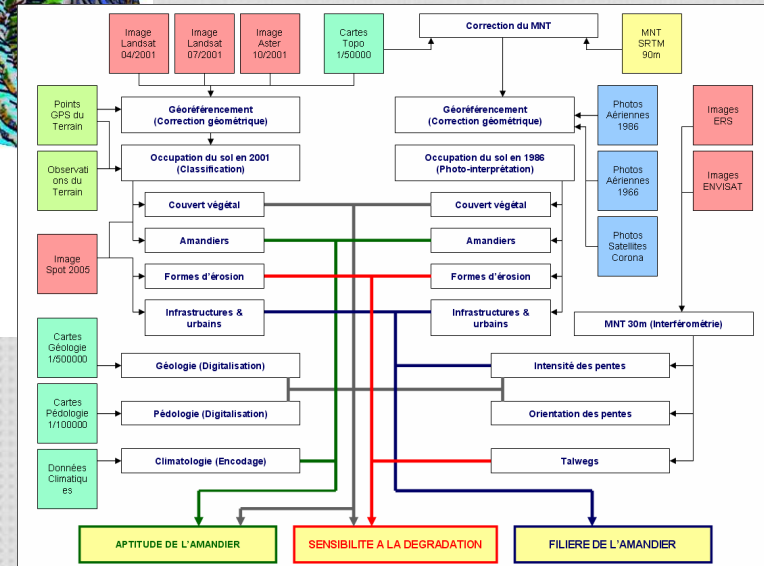 Image
Landsat
04/2001
Image
Landsat
07/2001
Image
Aster
10/2001
Cartes
Topo
1/50000
Correction du MNT
MNT
SRTM
90m
Points
GPS du
Terrain
Géoréférencement
(Correction géométrique)
Géoréférencement
(Correction géométrique)
Photos
Aériennes
1986
Images
ERS
Observati
ons du
Terrain
Occupation du sol en 2001
(Classification)
Occupation du sol en 1986
(Photo-interprétation)
Photos
Aériennes
1966
Images
ENVISAT
Couvert végétal
Couvert végétal
Image
Spot 2005
Amandiers
Amandiers
Photos
Satellites
Corona
Formes d'érosion
Formes d'érosion
Infrastructures &
urbains
Infrastructures &
urbains
MNT 30m (Interférométrie)
Cartes
Géologie
1/500000
Géologie (Digitalisation)
Intensité des pentes
Cartes
Pédologie
1/100000
Pédologie (Digitalisation)
Orientation des pentes
Données
Climatiqu
es
Climatologie (Encodage)
Talwegs
APTITUDE DE L'AMANDIER
SENSIBILITE A LA DEGRADATION
FILIERE DE L'AMANDIER